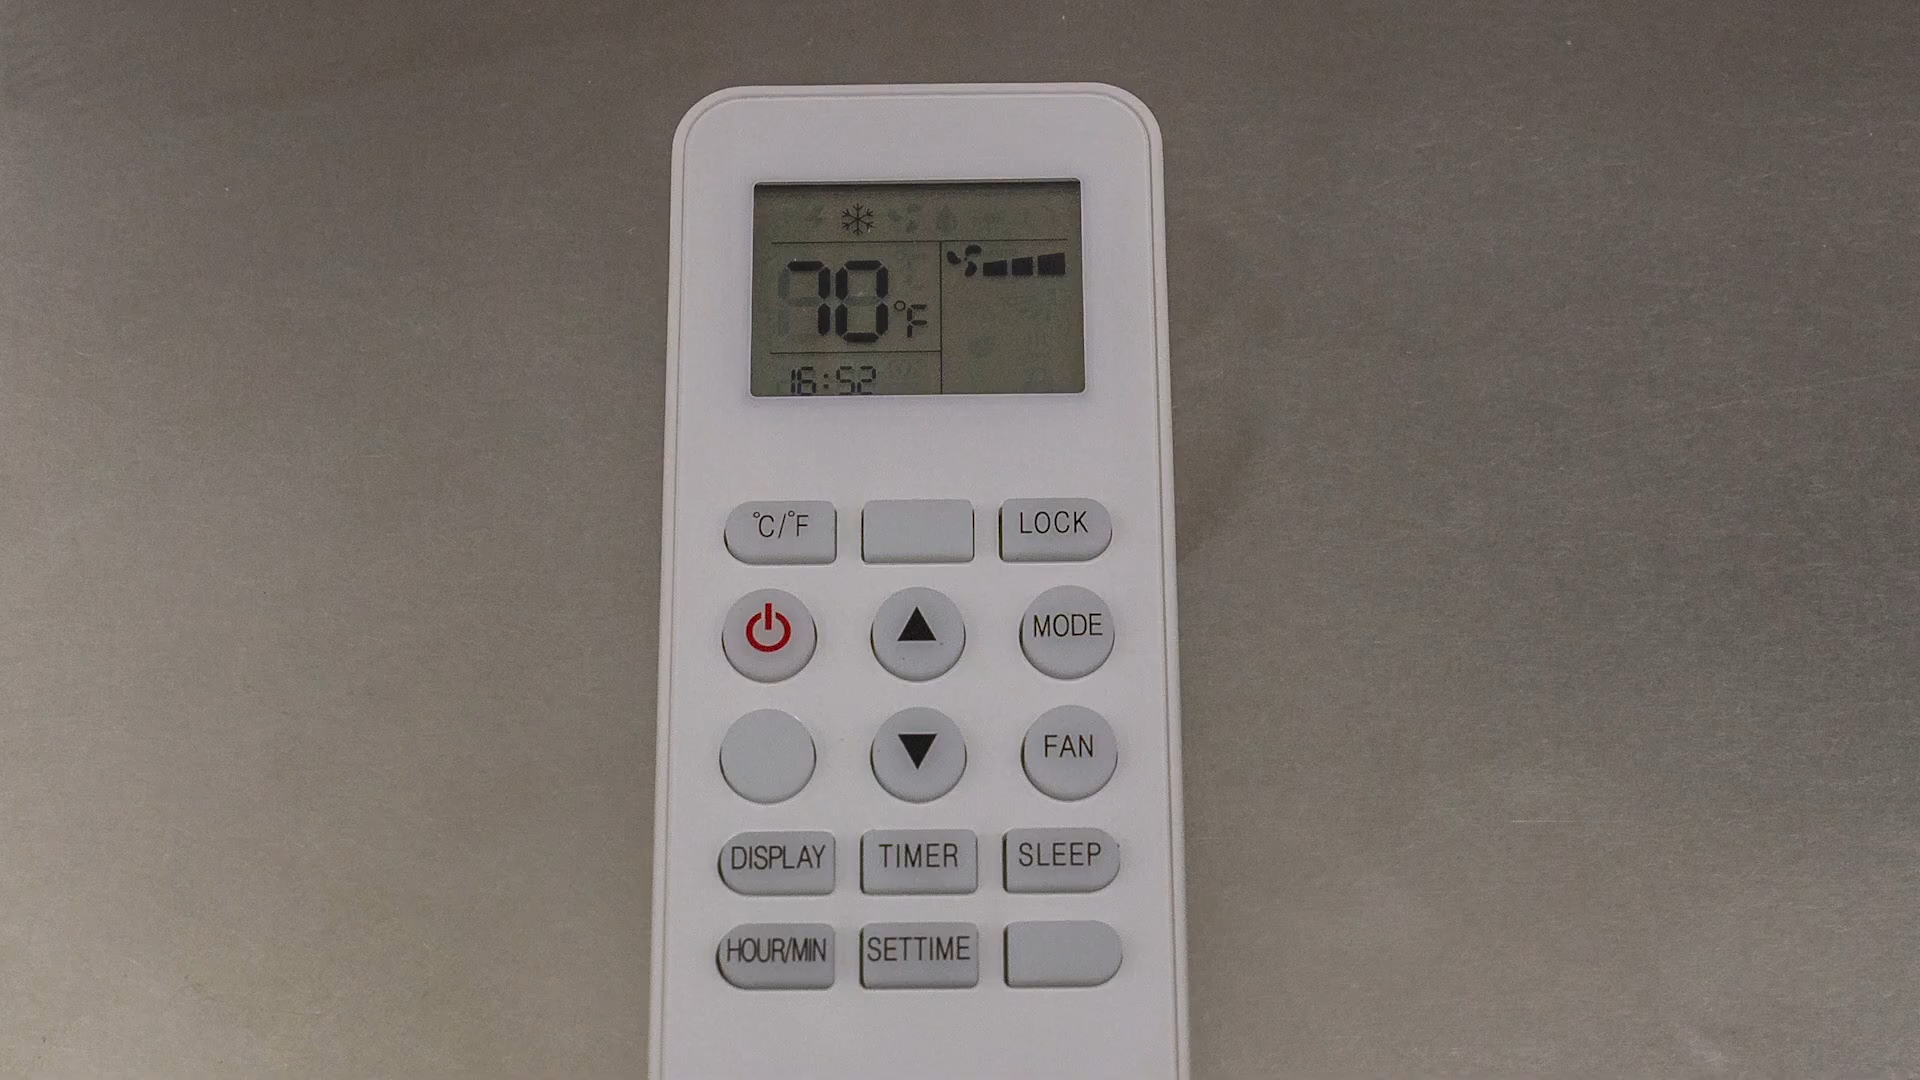 70°F
16:52
°C/°F LOCK
MODE
FAN
DISPLAY TIMER SLEEP
HOUR/MIN SETTIME